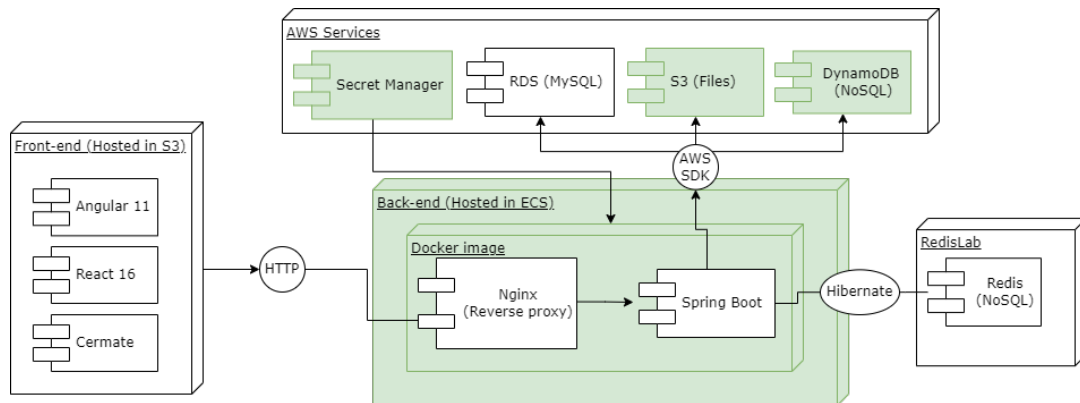 AWS Services
Secret Manager
RDS (MySQL)
S3 (Files)
DynamoDB
(NoSQL)
Front-end (Hosted in S3)
Angular 11
React 16
Cermate
HTTP
AWS
SDK
Back-end (Hosted in ECS)
Docker image
Nginx
(Reverse proxy)
Spring Boot
Hibernate
RedisLab
Redis
(NoSQL)